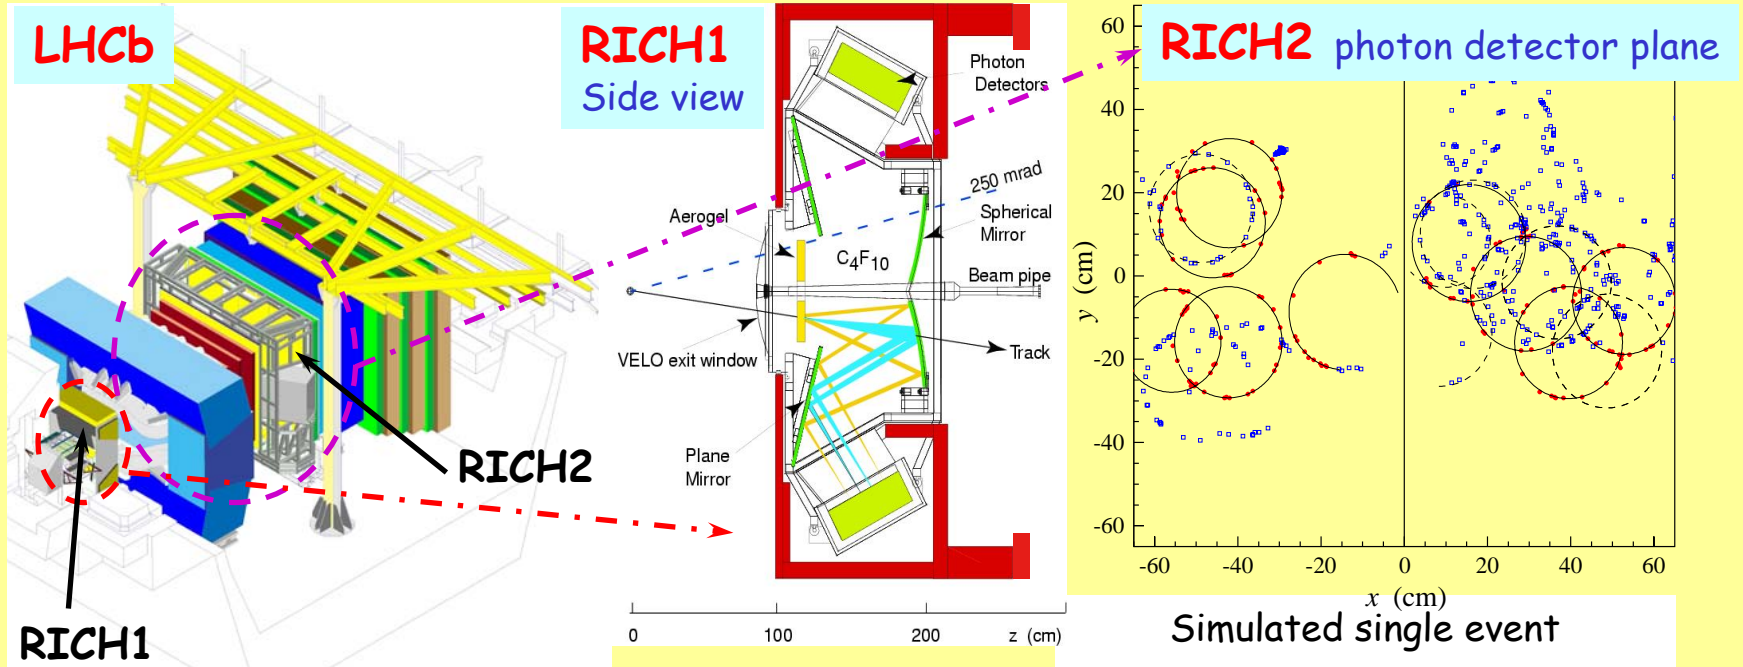 LHCb
RICH2
RICH1
RICH1
Side view
Photon
Detectors
250 mrad
Aerogel
Spherical
Mirror
C4F10
Beam pipe
VELO exit window
Track
Plane
Mirror
0 100 200 z (cm)
RICH2 photon detector plane
60
40
20
0
-20
-40
-60
y (cm)
-60 -40 -20 0 20 40 60
x (cm)
Simulated single event